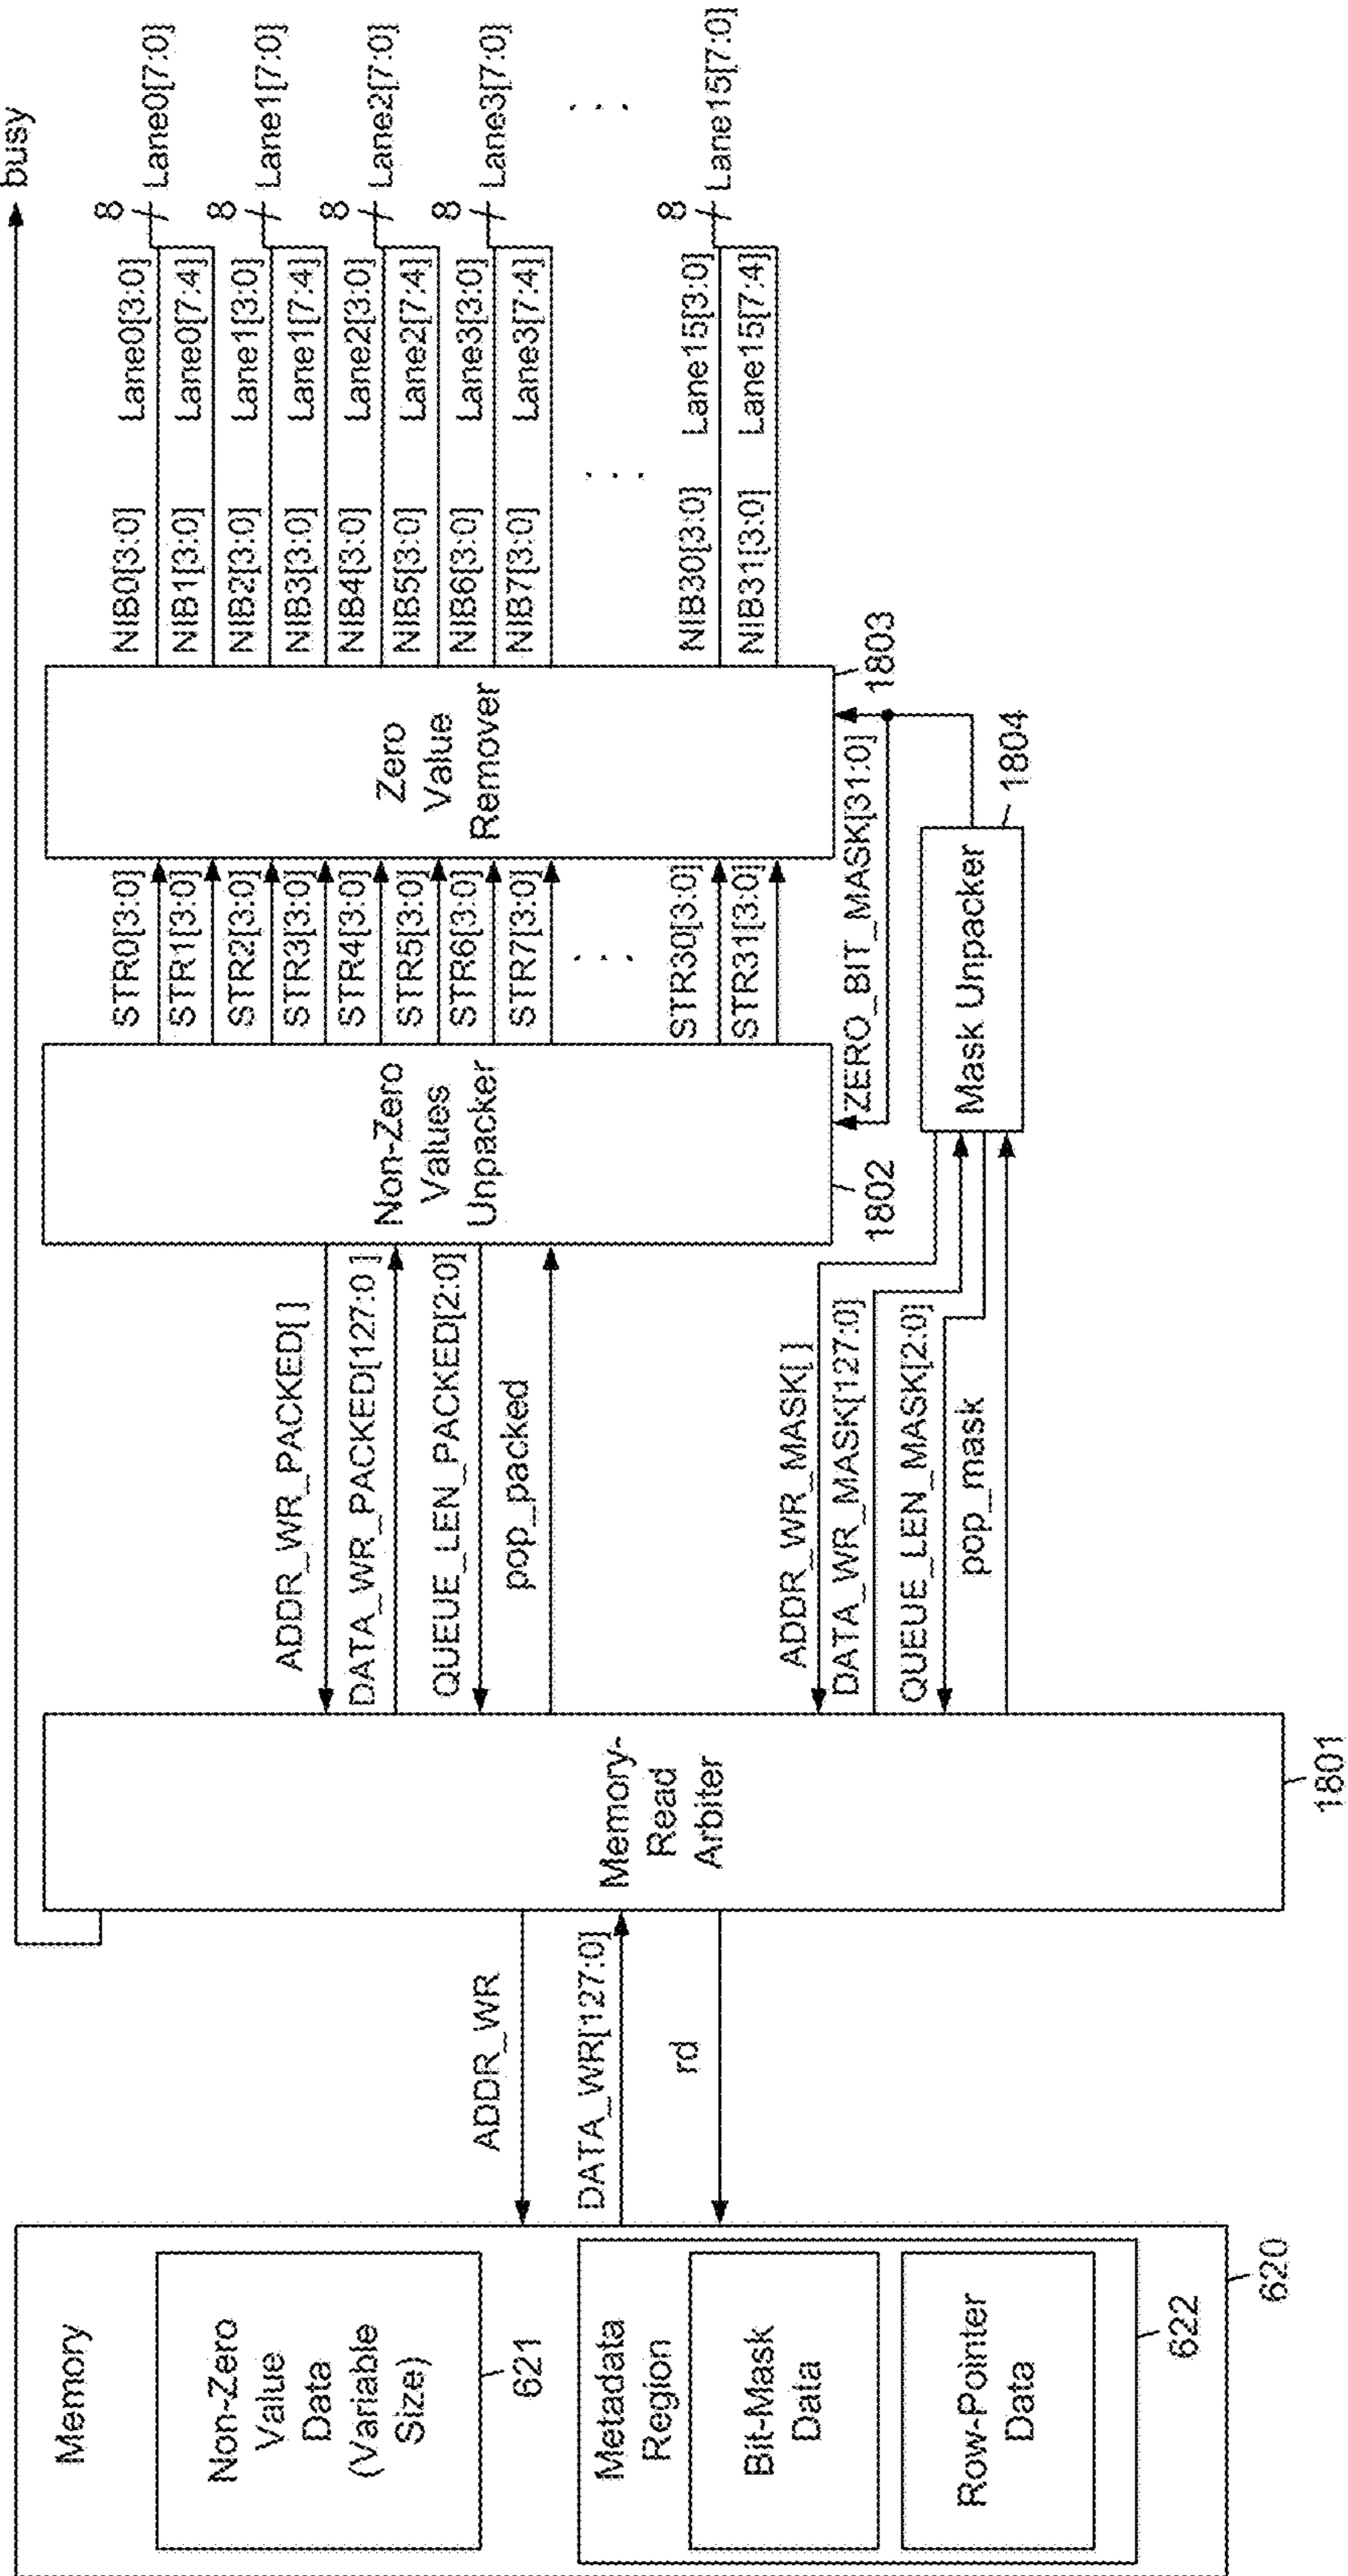 Memory
Non-Zero
Value
Data
(Variable
Size)
621
Metadata
Region
Bit-Mask
Data
Row-Pointer
Data
622
620
ADDR_WR
DATA_WR[127:0]
rd
Memory-
Read
Arbiter
1801
busy
ADDR_WR_PACKED[ ]
DATA_WR_PACKED[127:0 ]
QUEUE_LEN_PACKED[2:0]
pop_packed
ADDR_WR_MASK[ ]
DATA_WR_MASK[127:0]
QUEUE_LEN_MASK[2:0]
pop_mask
Non-Zero
Values
Unpacker
1802
STR0[3:0]
STR1[3:0]
STR2[3:0]
STR3[3:0]
STR4[3:0]
STR5[3:0]
STR6[3:0]
STR7[3:0]
. . .
STR30[3:0]
STR31[3:0]
ZERO_BIT_MASK[31:0]
Mask Unpacker
1804
Zero
Value
Remover
1803
NIB0[3:0] Lane0[3:0]
NIB1[3:0] Lane0[7:4]
NIB2[3:0] Lane1[3:0]
NIB3[3:0] Lane1[7:4]
NIB4[3:0] Lane2[3:0]
NIB5[3:0] Lane2[7:4]
NIB6[3:0] Lane3[3:0]
NIB7[3:0] Lane3[7:4]
. . .
NIB30[3:0] Lane15[3:0]
NIB31[3:0] Lane15[7:4]
8 Lane0[7:0]
8 Lane1[7:0]
8 Lane2[7:0]
8 Lane3[7:0]
. . .
8 Lane15[7:0]